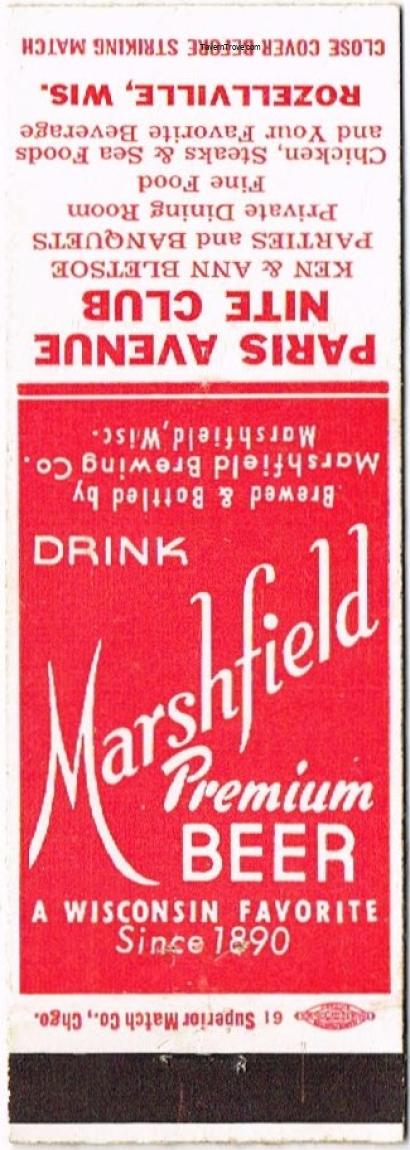 DRINK
Marshfield
Premium
BEER
A WISCONSIN FAVORITE
Since 1890
61 Superior Match Co., Chgo.
Brewed & Bottled by
Marshfield Brewing Co.
Marshfield, Wisc.
PARIS AVENUE
NITE CLUB
KEN & ANN BLETSOE
PARTIES and BANQUETS
Private Dining Room
Fine Food
Chicken, Steaks & Sea Foods
and Your Favorite Beverage
ROZELLVILLE, WIS.
CLOSE COVER BEFORE STRIKING MATCH
TavernTrove.com